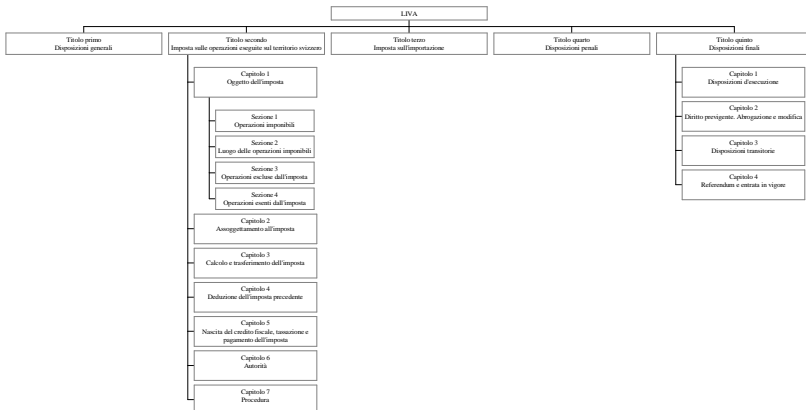 LIVA
Titolo primo
Disposizioni generali
Titolo secondo
Imposta sulle operazioni eseguite sul territorio svizzero
Titolo terzo
Imposta sull'importazione
Titolo quarto
Disposizioni penali
Titolo quinto
Disposizioni finali
Capitolo 1
Oggetto dell'imposta
Sezione 1
Operazioni imponibili
Sezione 2
Luogo delle operazioni imponibili
Sezione 3
Operazioni escluse dall'imposta
Sezione 4
Operazioni esenti dall'imposta
Capitolo 2
Assoggettamento all'imposta
Capitolo 3
Calcolo e trasferimento dell'imposta
Capitolo 4
Deduzione dell'imposta precedente
Capitolo 5
Nascita del credito fiscale, tassazione e
pagamento dell'imposta
Capitolo 6
Autorità
Capitolo 7
Procedura
Capitolo 1
Disposizioni d'esecuzione
Capitolo 2
Diritto previgente. Abrogazione e modifica
Capitolo 3
Disposizioni transitorie
Capitolo 4
Referendum e entrata in vigore